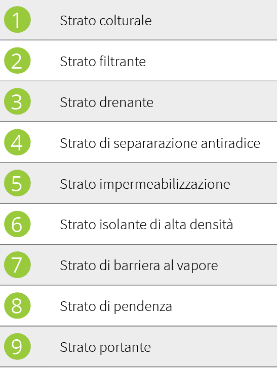 1 Strato colturale
2 Strato filtrante
3 Strato drenante
4 Strato di separarazione antiradice
5 Strato impermeabilizzazione
6 Strato isolante di alta densità
7 Strato di barriera al vapore
8 Strato di pendenza
9 Strato portante